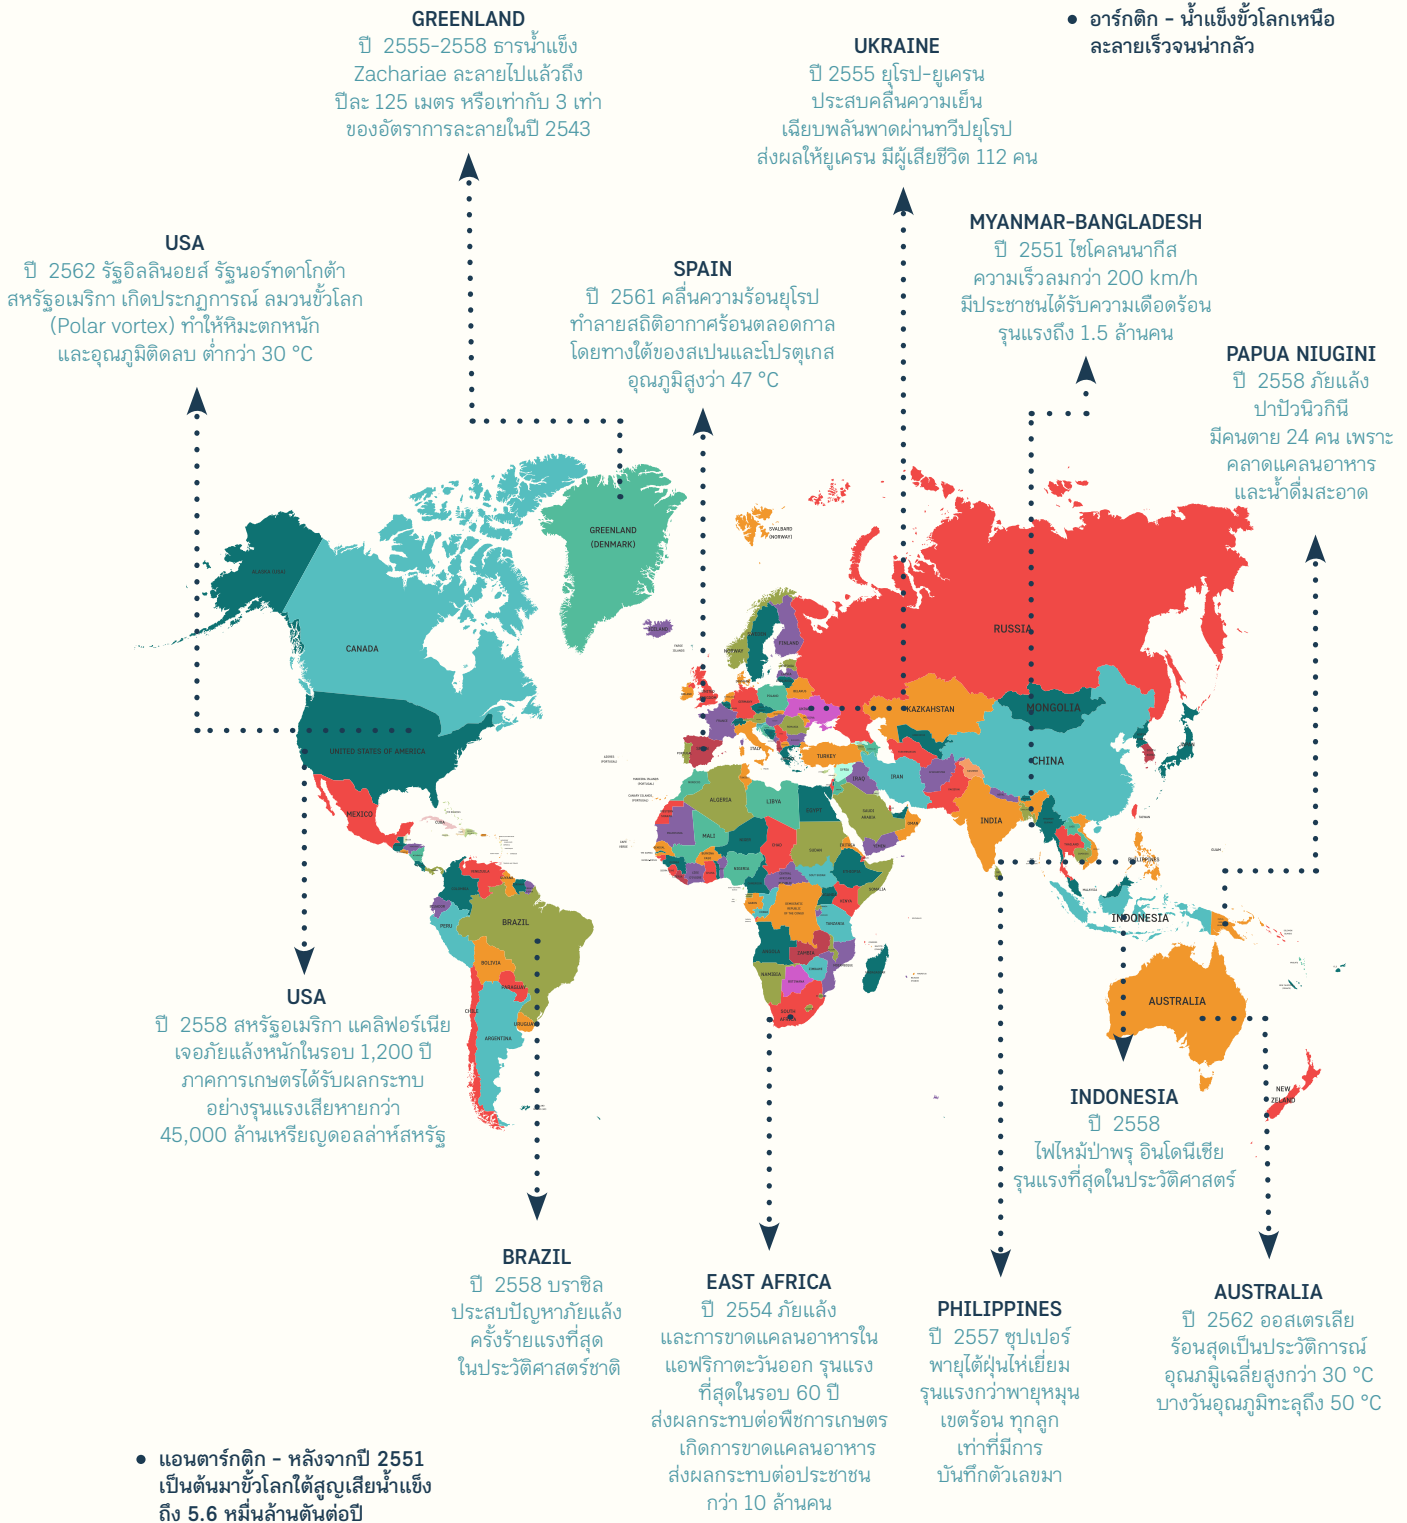 GREENLAND
ปี 2555-2558 ธารน้ำแข็ง
Zachariae ละลายไปแล้วถึง
ปีละ 125 เมตร หรือเท่ากับ 3 เท่า
ของอัตราการละลายในปี 2543
• อาร์กติก - น้ำแข็งขั้วโลกเหนือ
ละลายเร็วจนน่ากลัว
UKRAINE
ปี 2555 ยุโรป-ยูเครน
ประสบคลื่นความเย็น
เฉียบพลันพาดผ่านทวีปยุโรป
ส่งผลให้ยูเครน มีผู้เสียชีวิต 112 คน
MYANMAR-BANGLADESH
ปี 2551 ไซโคลนนากีส
ความเร็วลมกว่า 200 km/h
มีประชาชนได้รับความเดือดร้อน
รุนแรงถึง 1.5 ล้านคน
USA
ปี 2562 รัฐอิลลินอยส์ รัฐนอร์ทดาโกต้า
สหรัฐอเมริกา เกิดประกฏการณ์ ลมวนขั้วโลก
(Polar vortex) ทำให้หิมะตกหนัก
และอุณภูมิติดลบ ต่ำกว่า 30 °C
SPAIN
ปี 2561 คลื่นความร้อนยุโรป
ทำลายสถิติอากาศร้อนตลอดกาล
โดยทางใต้ของสเปนและโปรตุเกส
อุณภูมิสูงว่า 47 °C
PAPUA NIUGINI
ปี 2558 ภัยแล้ง
ปาปัวนิวกินี
มีคนตาย 24 คน เพราะ
คลาดแคลนอาหาร
และน้ำดื่มสะอาด
GREENLAND
(DENMARK)
SVALBARD
(NORWAY)
CANADA
RUSSIA
FINLAND
NORWAY
KAZKAHSTAN
MONGOLIA
UNITED STATES OF AMERICA
ITALY
TURKEY
CHINA
IRAQ
IRAN
MEXICO
ALGERIA
LIBYA
EGYPT
SAUDI
ARABIA
OMAN
INDIA
MALI
CHAD
SUDAN
NIGERIA
PHILIPPINES
BRAZIL
PERU
INDONESIA
BOLIVIA
PARAGUAY
TANZANIA
ANGOLA
ZAMBIA
NAMIBIA
AUSTRALIA
CHILE
ARGENTINA
URUGUAY
SOUTH
AFRICA
NEW
ZELAND
USA
ปี 2558 สหรัฐอเมริกา แคลิฟอร์เนีย
เจอภัยแล้งหนักในรอบ 1,200 ปี
ภาคการเกษตรได้รับผลกระทบ
อย่างรุนแรงเสียหายกว่า
45,000 ล้านเหรียญดอลล่าห์สหรัฐ
INDONESIA
ปี 2558
ไฟไหม้ป่าพรุ อินโดนีเซีย
รุนแรงที่สุดในประวัติศาสตร์
BRAZIL
ปี 2558 บราซิล
ประสบปัญหาภัยแล้ง
ครั้งร้ายแรงที่สุด
ในประวัติศาสตร์ชาติ
EAST AFRICA
ปี 2554 ภัยแล้ง
และการขาดแคลนอาหารใน
แอฟริกาตะวันออก รุนแรง
ที่สุดในรอบ 60 ปี
ส่งผลกระทบต่อพืชการเกษตร
เกิดการขาดแคลนอาหาร
ส่งผลกระทบต่อประชาชน
กว่า 10 ล้านคน
PHILIPPINES
ปี 2557 ซุปเปอร์
พายุไต้ฝุ่นไห่เยี่ยม
รุนแรงกว่าพายุหมุน
เขตร้อน ทุกลูก
เท่าที่มีการ
บันทึกตัวเลขมา
AUSTRALIA
ปี 2562 ออสเตรเลีย
ร้อนสุดเป็นประวัติการณ์
อุณภมูิเฉลี่ยสูงกว่า 30 °C
บางวันอุณภูมิทะลุถึง 50 °C
• แอนตาร์กติก - หลังจากปี 2551
เป็นต้นมาขั้วโลกใต้สูญเสียน้ำแข็ง
ถึง 5.6 หมื่นล้านตันต่อปี